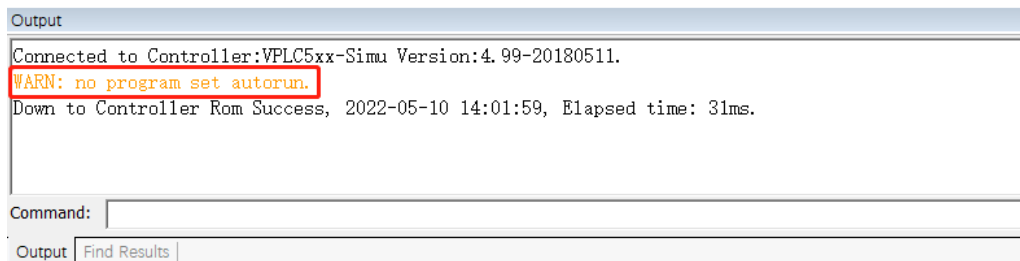 Output
Connected to Controller:VPLC5xx-Simu Version:4.99-20180511.
WARN: no program set autorun.
Down to Controller Rom Success, 2022-05-10 14:01:59, Elapsed time: 31ms.
Command:
Output Find Results